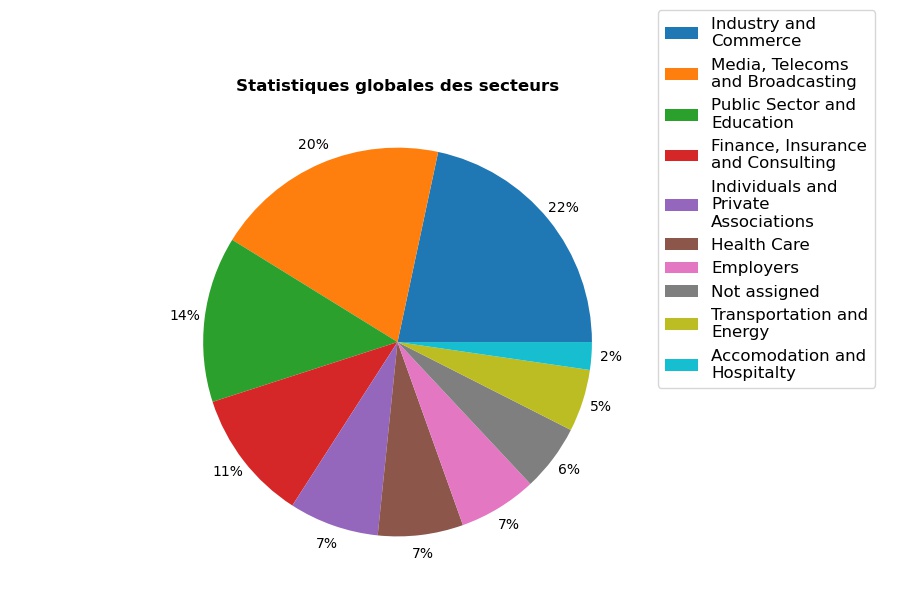 Statistiques globales des secteurs
22%
20%
14%
11%
7%
7%
7%
6%
5%
2%
Industry and
Commerce
Media, Telecoms
and Broadcasting
Public Sector and
Education
Finance, Insurance
and Consulting
Individuals and
Private
Associations
Health Care
Employers
Not assigned
Transportation and
Energy
Accomodation and
Hospitalty